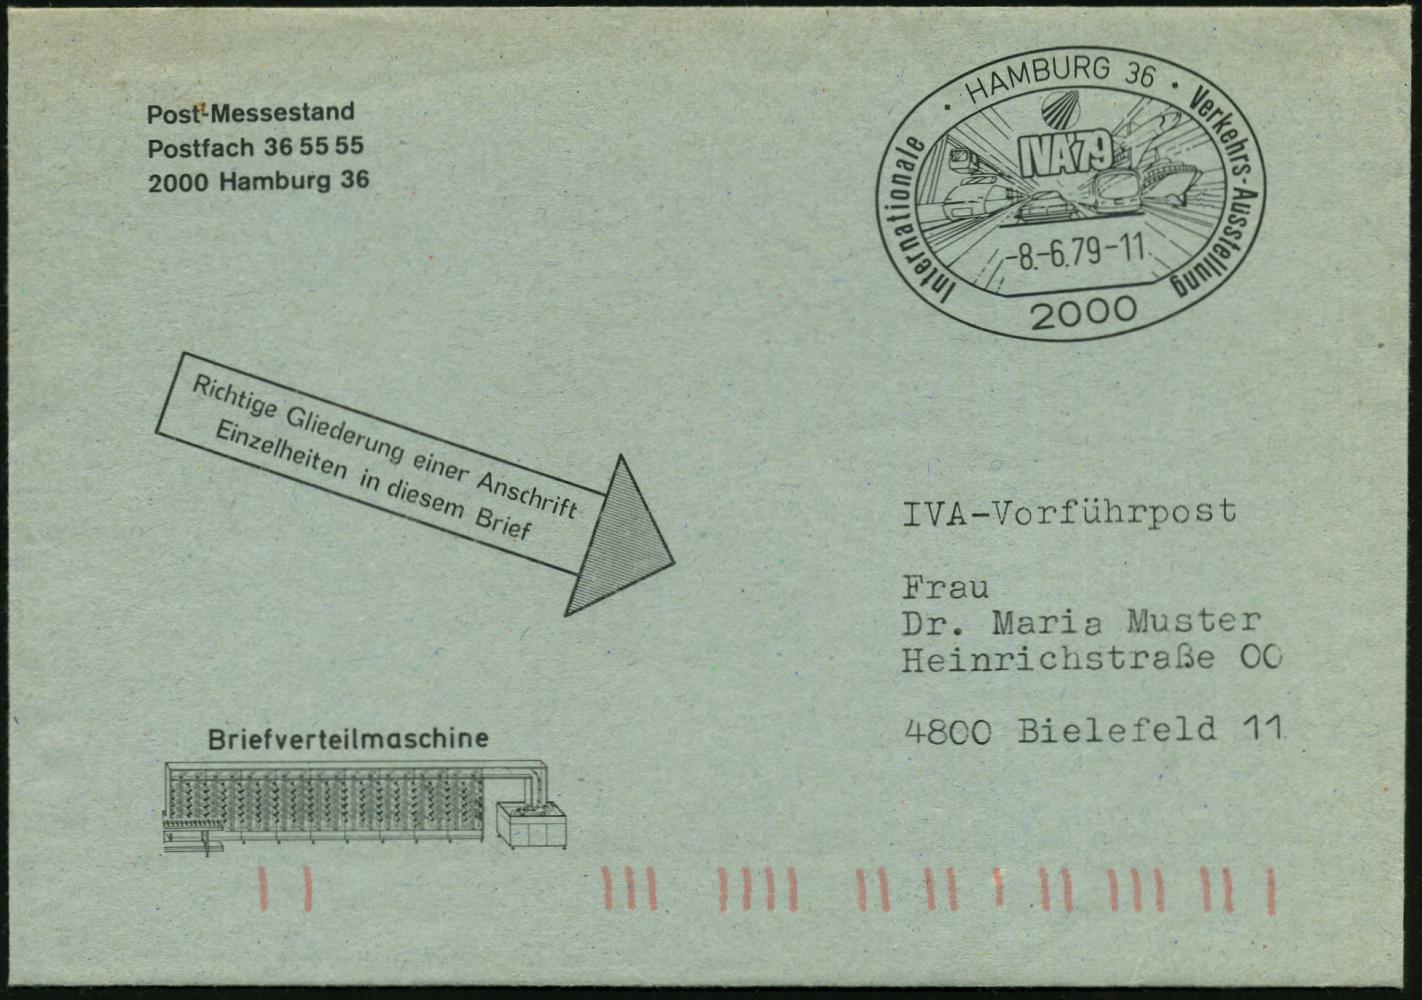 Post-Messestand
Postfach 36 55 55
2000 Hamburg 36
· HAMBURG 36 ·
Internationale Verkehrs-Ausstellung
IVA'79
-8.-6.79-11
2000
Richtige Gliederung einer Anschrift
Einzelheiten in diesem Brief
IVA-Vorführpost
Frau
Dr. Maria Muster
Heinrichstraße 00
4800 Bielefeld 11
Briefverteilmaschine